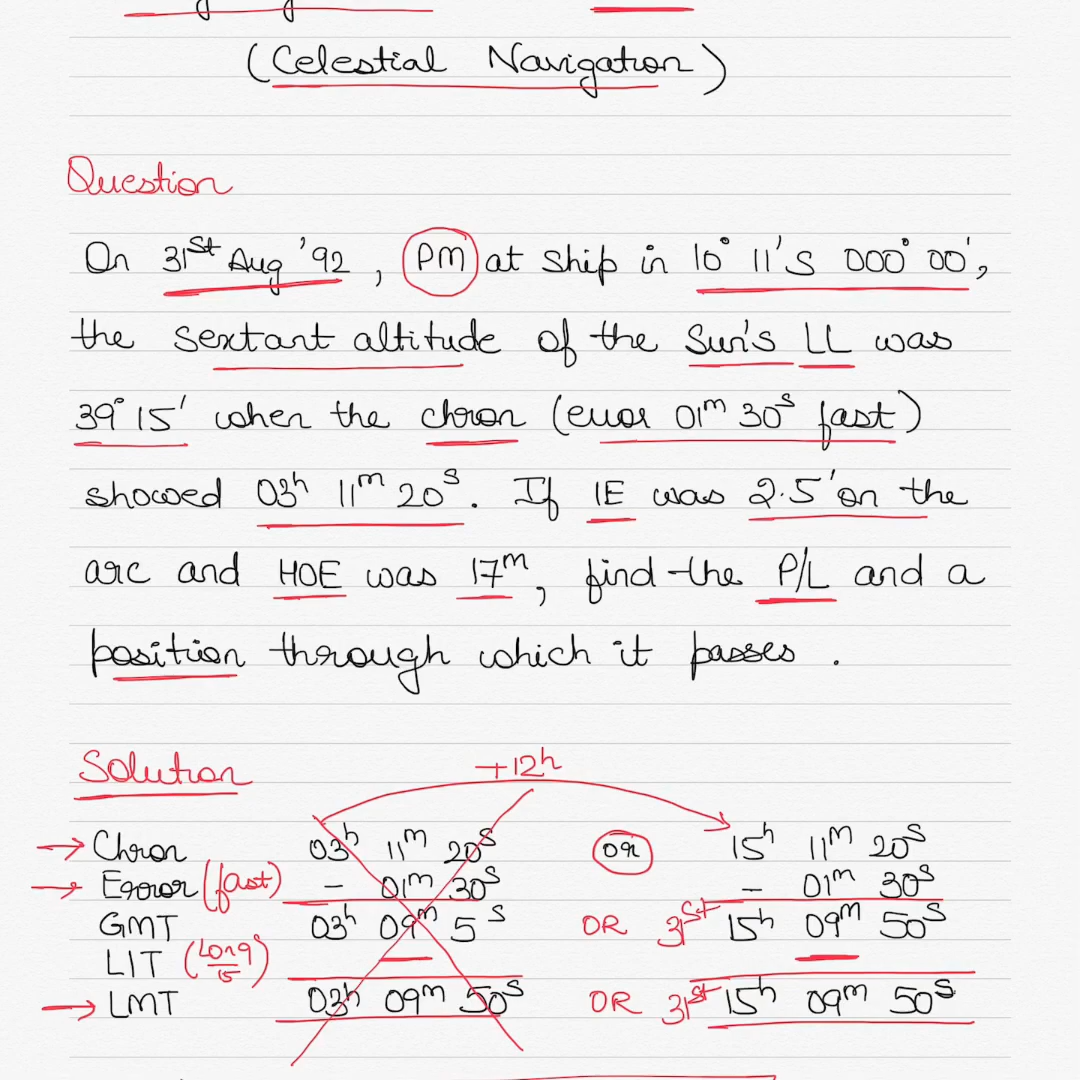 (Celestial Navigation)
Question
On 31st Aug '92, PM at ship in 10° 11'S 000° 00',
the sextant altitude of the Sun's LL was
39° 15' when the chron (error 01m 30s fast)
showed 03h 11m 20s. If IE was 2.5' on the
arc and HOE was 17m, find the P/L and a
position through which it passes.
Solution
+12h
→ Chron 03h 11m 20s OR 15h 11m 20s
→ Error (fast) - 01m 30s - 01m 30s
GMT 03h 09m 5s OR 31st 15h 09m 50s
LIT (Long/15)
→ LMT 03h 09m 50s OR 31st 15h 09m 50s